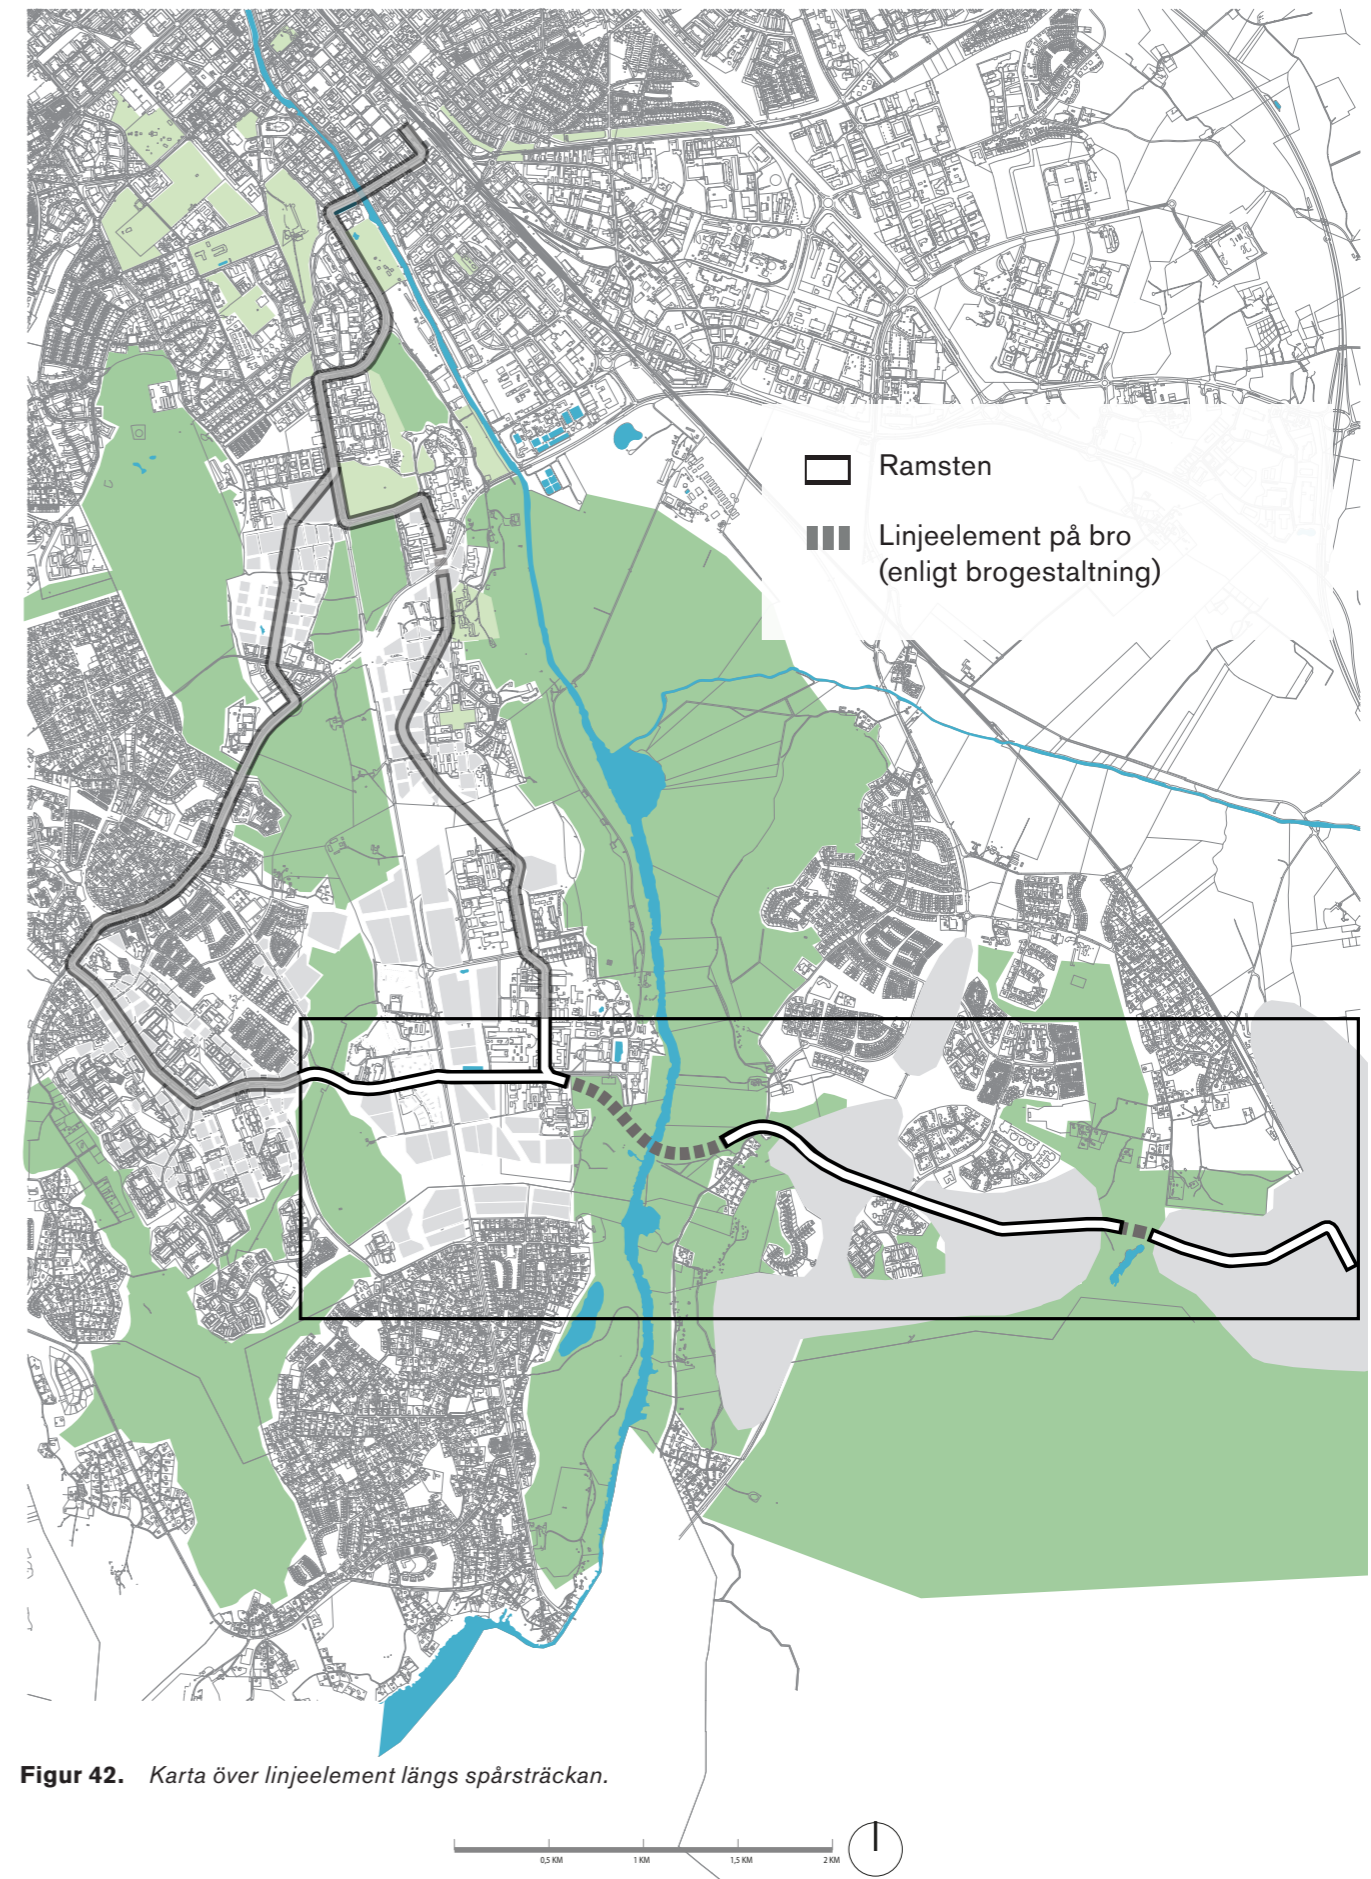 Ramsten
Linjeelement på bro
(enligt brogestaltning)
Figur 42. Karta över linjeelement längs spårsträckan.
0,5 KM 1 KM 1,5 KM 2 KM